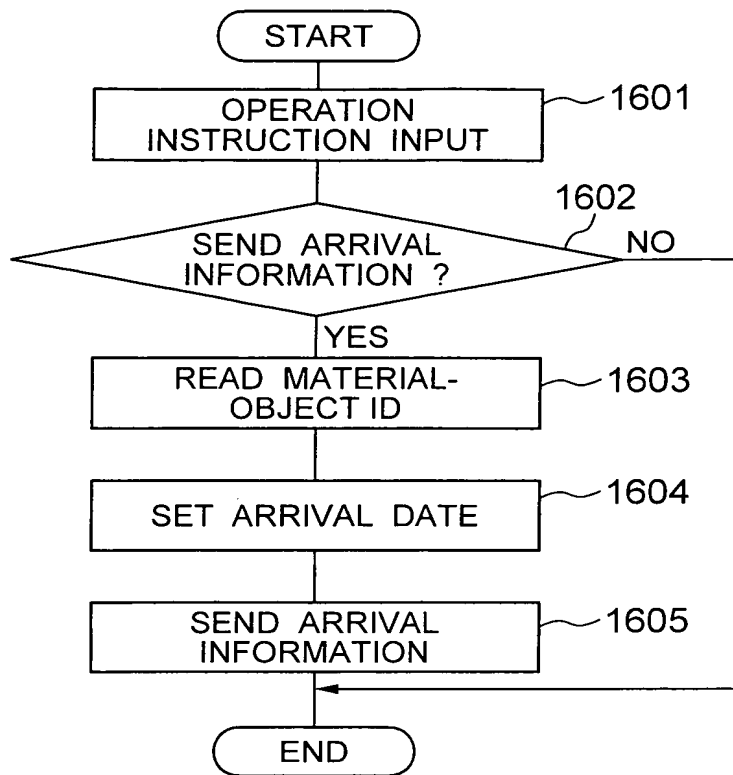 START
OPERATION
INSTRUCTION INPUT
1601
1602
SEND ARRIVAL
INFORMATION ?
NO
YES
READ MATERIAL-
OBJECT ID
1603
SET ARRIVAL DATE
1604
SEND ARRIVAL
INFORMATION
1605
END